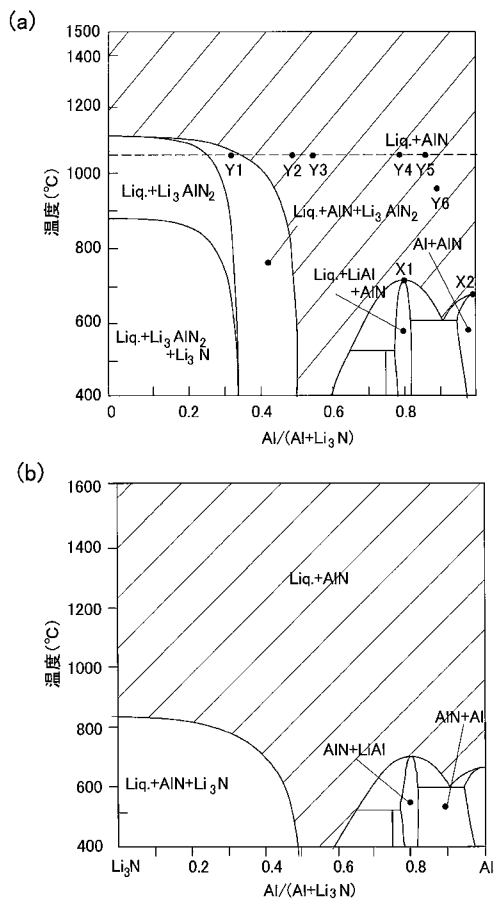 (a)
1500
1400
1200
1100
1000
800
600
400
温度(℃)
Liq.+AlN
Y1
Y2
Y3
Y4
Y5
Y6
Liq.+Li₃AlN₂
Liq.+AlN+Li₃AlN₂
Al+AlN
Liq.+LiAl
+AlN
X1
X2
Liq.+Li₃AlN₂
+Li₃N
0
0.2
0.4
0.6
0.8
Al/(Al+Li₃N)
(b)
1600
1400
1200
1000
800
600
400
温度(℃)
Liq.+AlN
AlN+Al
AlN+LiAl
Liq.+AlN+Li₃N
Li₃N
0.2
0.4
0.6
0.8
Al
Al/(Al+Li₃N)